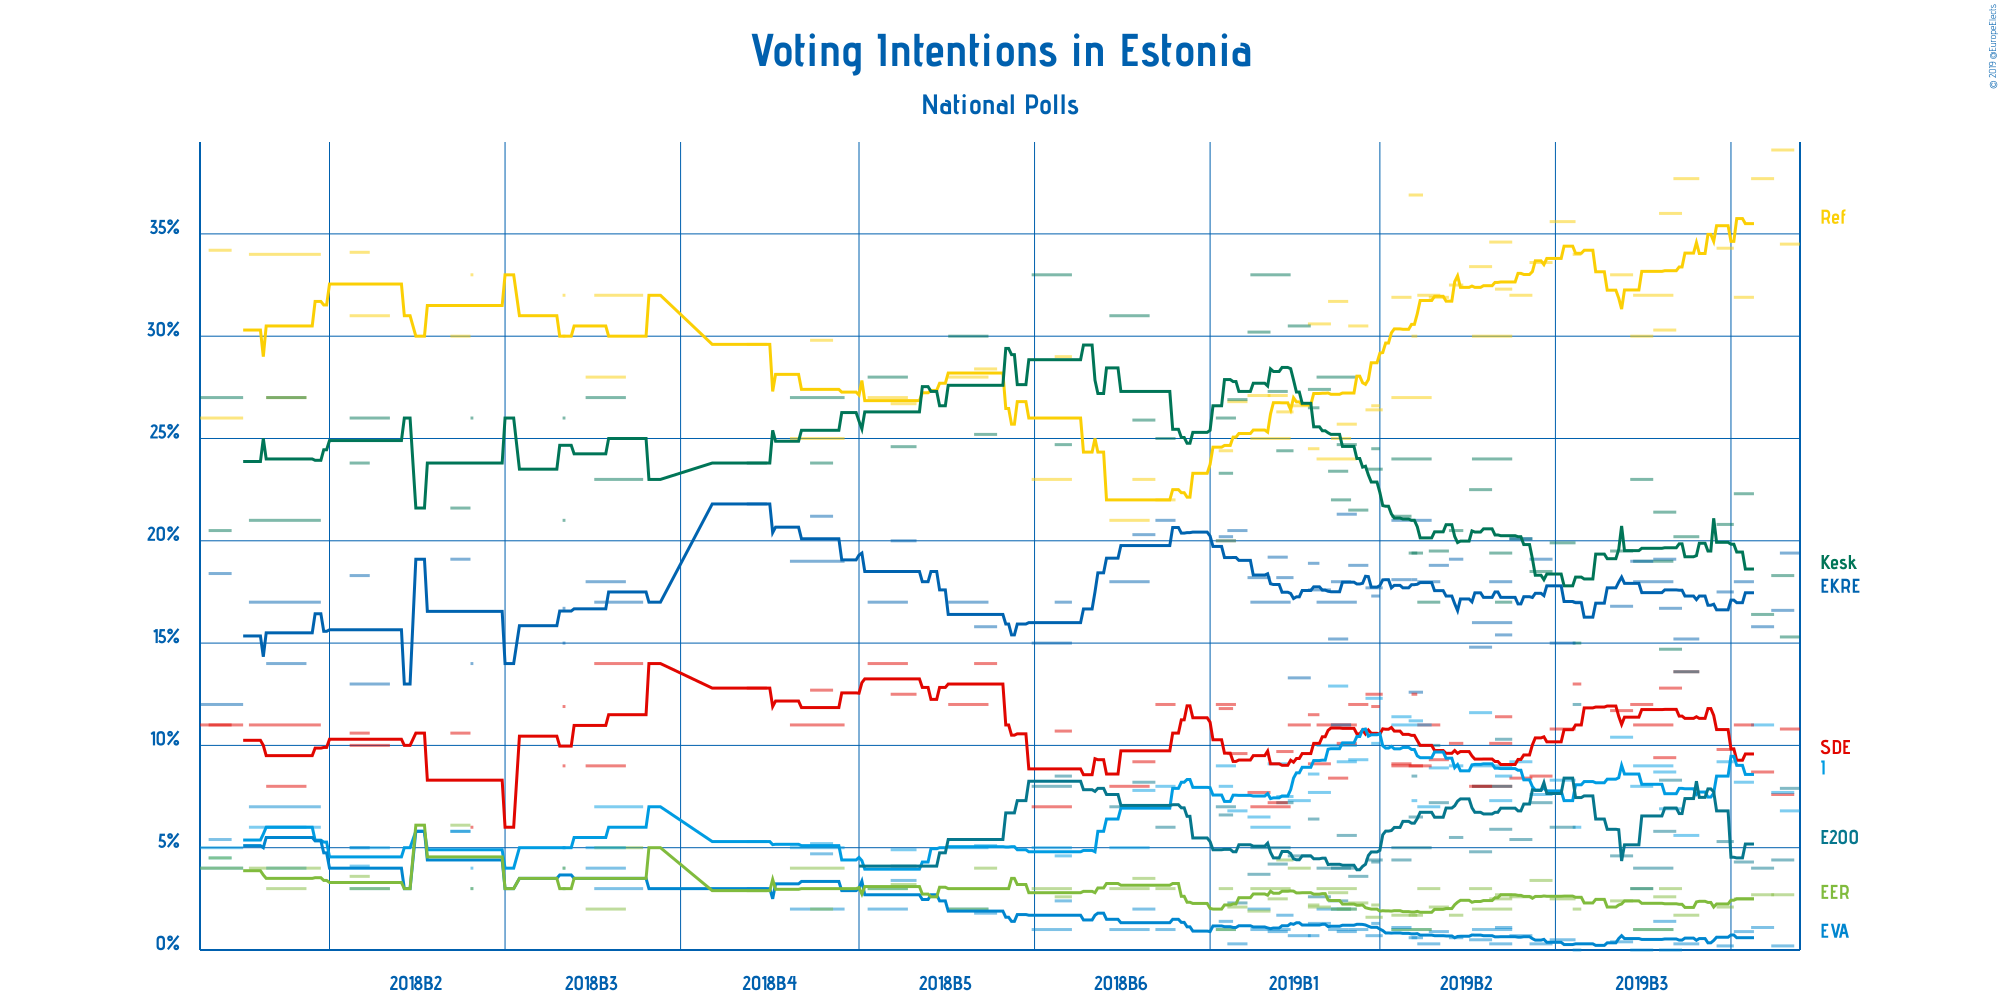 Voting Intentions in Estonia
National Polls
© 2019 @EuropeElects
35%
30%
25%
20%
15%
10%
5%
0%
Ref
Kesk
EKRE
SDE
I
E200
EER
EVA
2018B2
2018B3
2018B4
2018B5
2018B6
2019B1
2019B2
2019B3